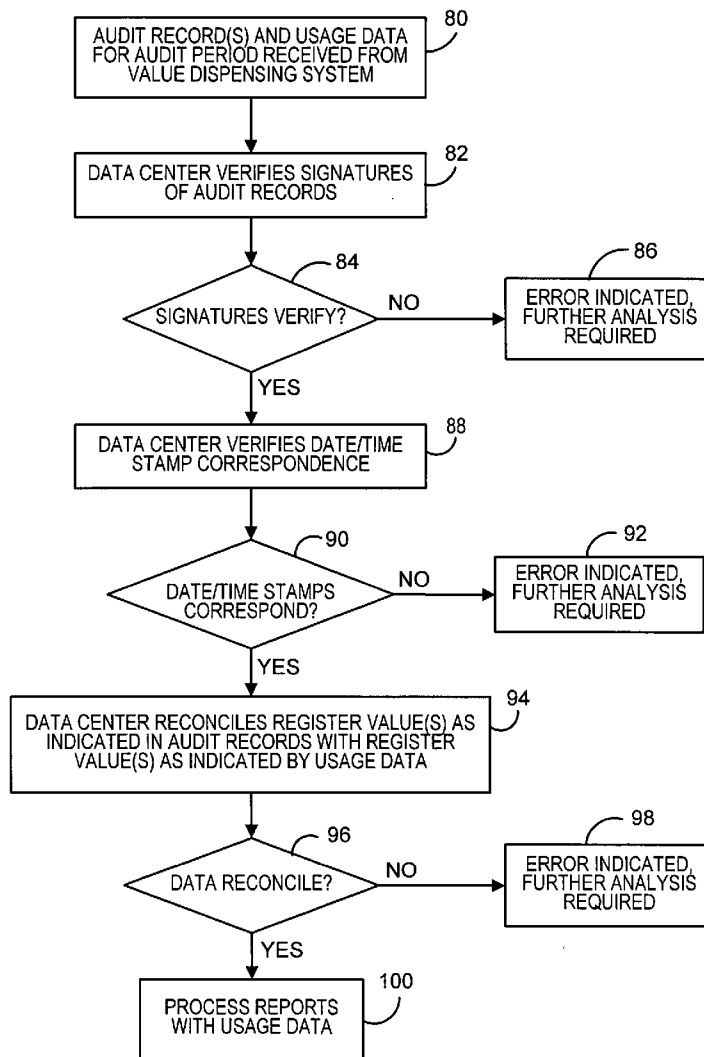 80
AUDIT RECORD(S) AND USAGE DATA
FOR AUDIT PERIOD RECEIVED FROM
VALUE DISPENSING SYSTEM
82
DATA CENTER VERIFIES SIGNATURES
OF AUDIT RECORDS
84
SIGNATURES VERIFY?
NO
86
ERROR INDICATED,
FURTHER ANALYSIS
REQUIRED
YES
88
DATA CENTER VERIFIES DATE/TIME
STAMP CORRESPONDENCE
90
DATE/TIME STAMPS
CORRESPOND?
NO
92
ERROR INDICATED,
FURTHER ANALYSIS
REQUIRED
YES
94
DATA CENTER RECONCILES REGISTER VALUE(S) AS
INDICATED IN AUDIT RECORDS WITH REGISTER
VALUE(S) AS INDICATED BY USAGE DATA
96
DATA RECONCILE?
NO
98
ERROR INDICATED,
FURTHER ANALYSIS
REQUIRED
YES
100
PROCESS REPORTS
WITH USAGE DATA